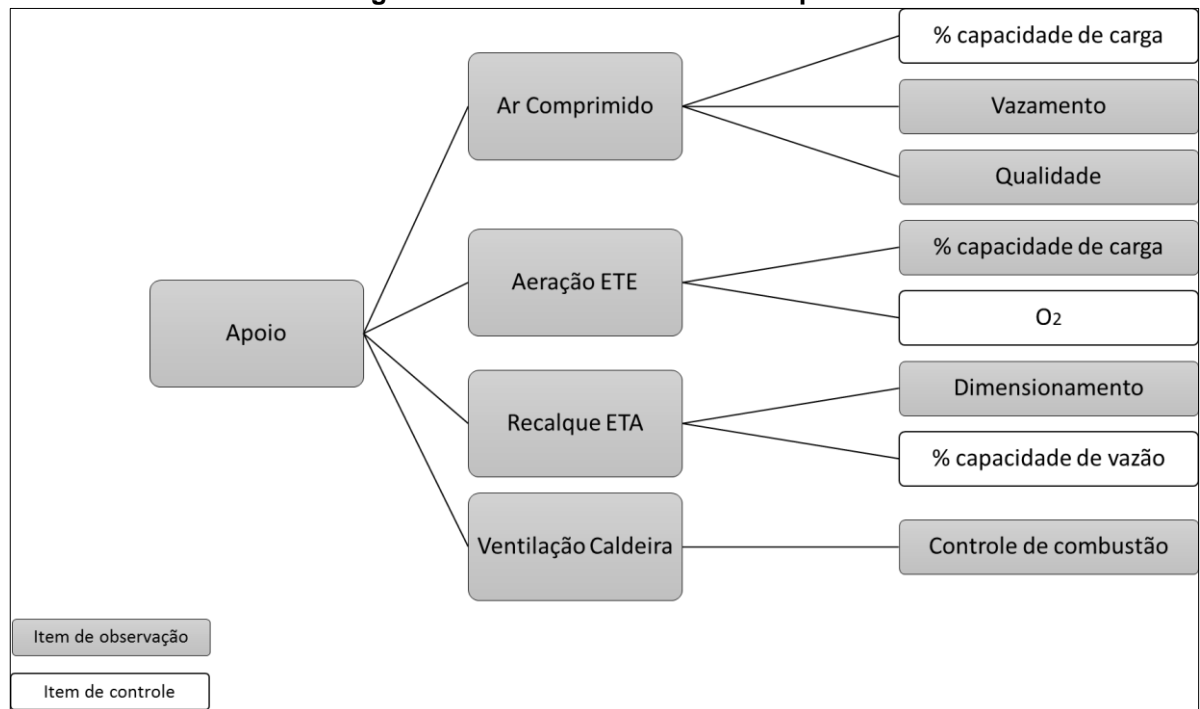 % capacidade de carga
Ar Comprimido
Vazamento
Qualidade
% capacidade de carga
Aeração ETE
O2
Apoio
Dimensionamento
Recalque ETA
% capacidade de vazão
Ventilação Caldeira
Controle de combustão
Item de observação
Item de controle